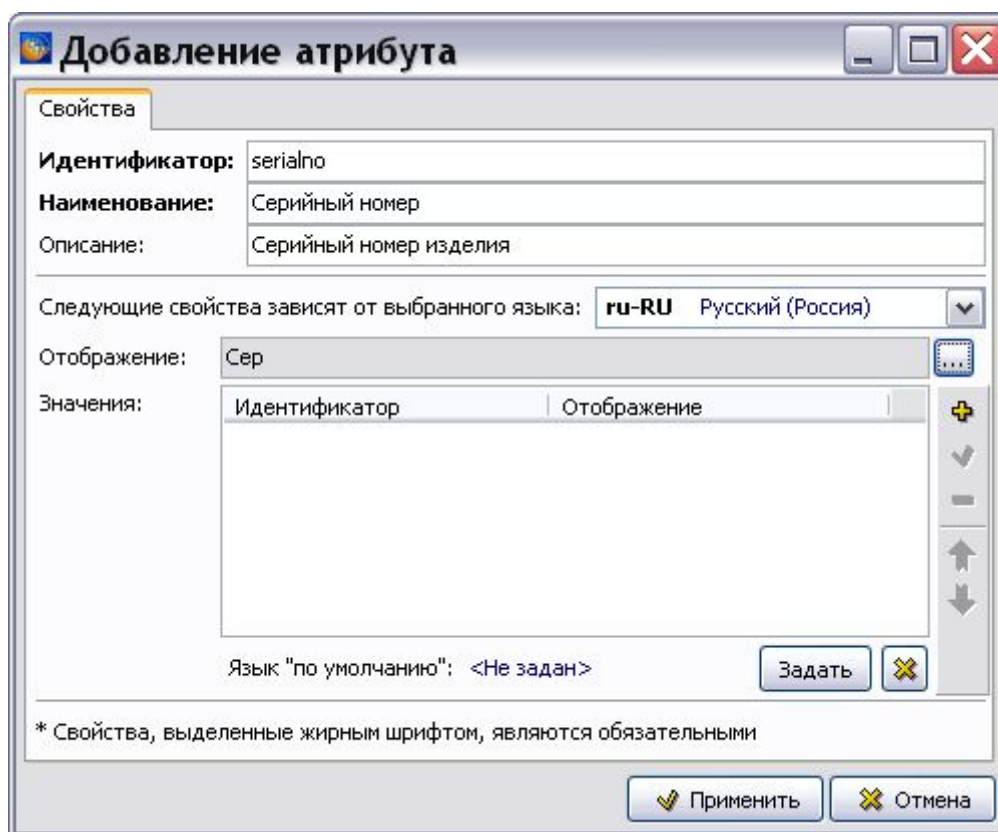 Добавление атрибута
Свойства
Идентификатор: serialno
Наименование: Серийный номер
Описание: Серийный номер изделия
Следующие свойства зависят от выбранного языка: ru-RU Русский (Россия)
Отображение: Сер ...
Значения: Идентификатор Отображение
Язык "по умолчанию": <Не задан> Задать
* Свойства, выделенные жирным шрифтом, являются обязательными
Применить Отмена